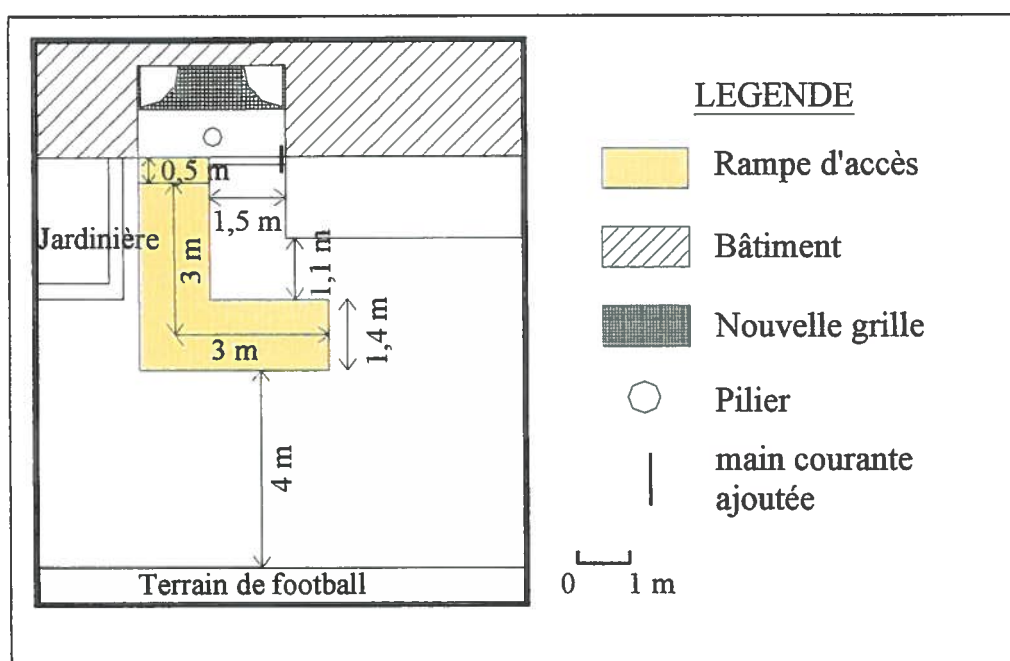 LEGENDE
Rampe d'accès
Bâtiment
Nouvelle grille
Pilier
main courante
ajoutée
0 1 m
0,5 m
1,5 m
Jardinière
3 m
1,1 m
3 m
1,4 m
4 m
Terrain de football